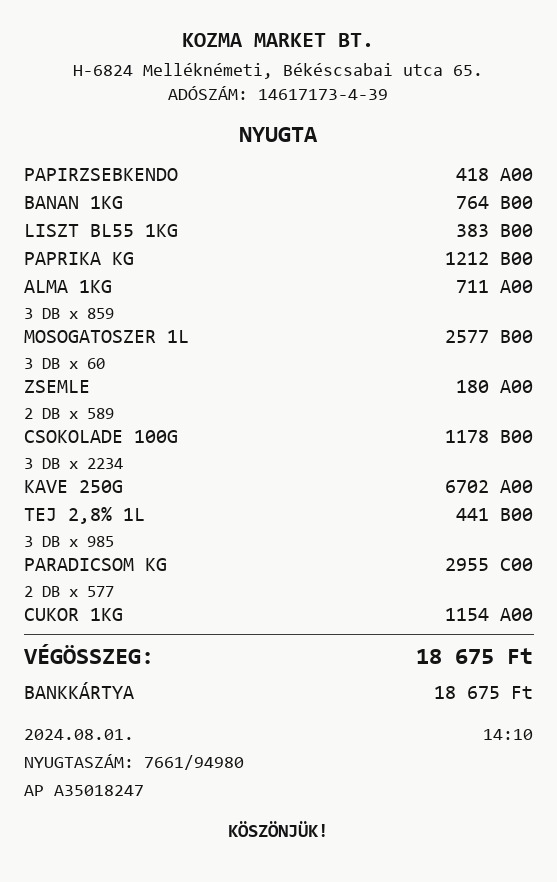 KOZMA MARKET BT.
H-6824 Melléknémeti, Békéscsabai utca 65.
ADÓSZÁM: 14617173-4-39
NYUGTA
PAPIRZSEBKENDO 418 A00
BANAN 1KG 764 B00
LISZT BL55 1KG 383 B00
PAPRIKA KG 1212 B00
ALMA 1KG 711 A00
3 DB x 859
MOSOGATOSZER 1L 2577 B00
3 DB x 60
ZSEMLE 180 A00
2 DB x 589
CSOKOLADE 100G 1178 B00
3 DB x 2234
KAVE 250G 6702 A00
TEJ 2,8% 1L 441 B00
3 DB x 985
PARADICSOM KG 2955 C00
2 DB x 577
CUKOR 1KG 1154 A00
VÉGÖSSZEG: 18 675 Ft
BANKKÁRTYA 18 675 Ft
2024.08.01. 14:10
NYUGTASZÁM: 7661/94980
AP A35018247
KÖSZÖNJÜK!